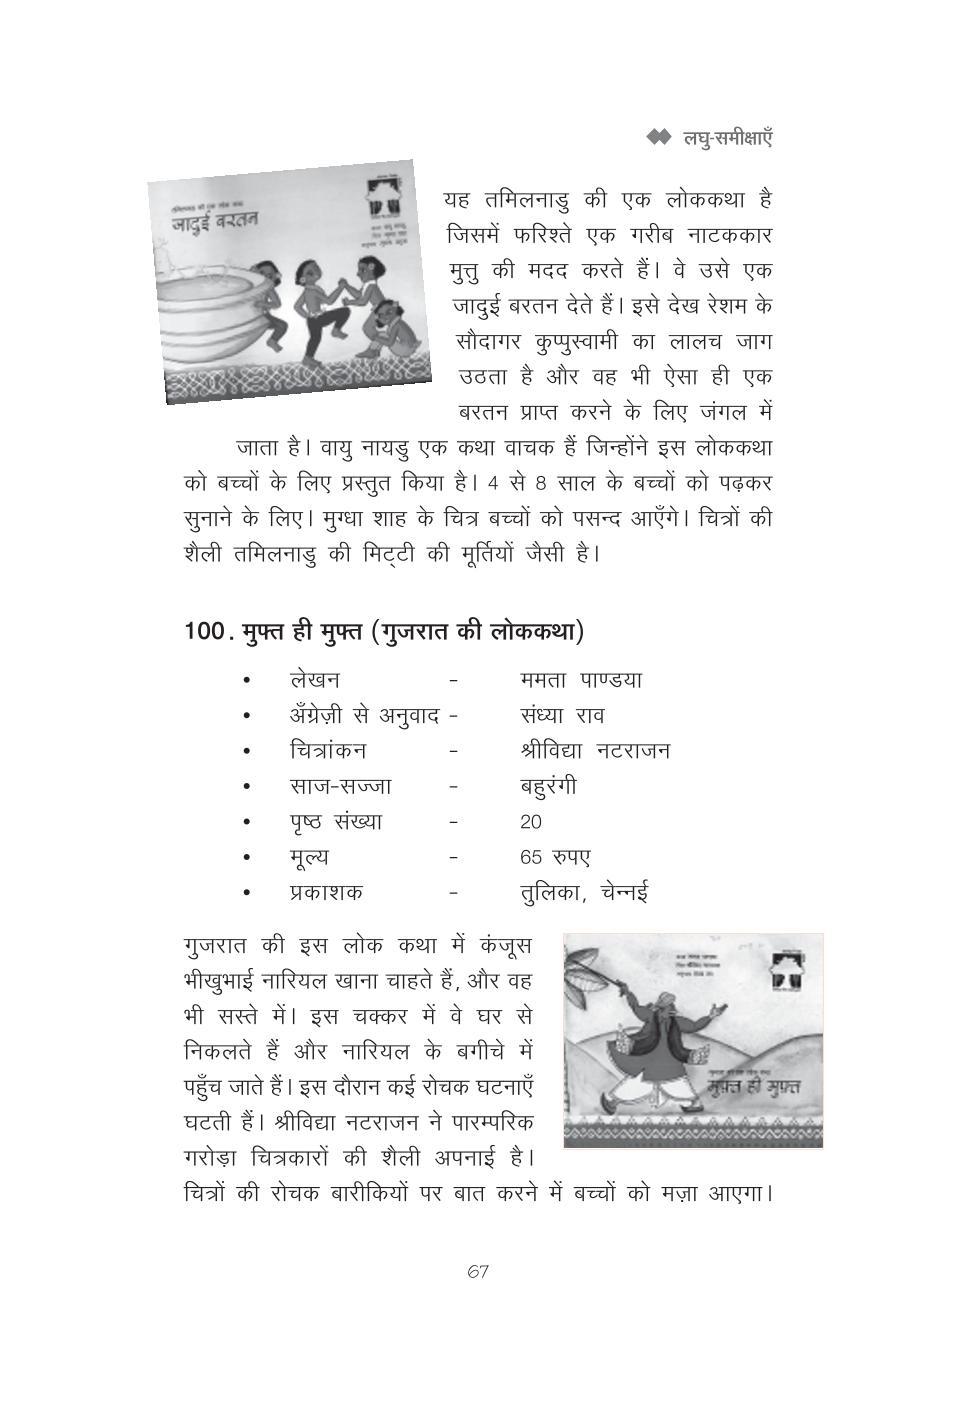 लघु-समीक्षाएँ
जादुई बरतन
यह तमिलनाडु की एक लोककथा है
जिसमें फरिश्ते एक गरीब नाटककार
मुत्तु की मदद करते हैं। वे उसे एक
जादुई बरतन देते हैं। इसे देख रेशम के
सौदागर कुप्पुस्वामी का लालच जाग
उठता है और वह भी ऐसा ही एक
बरतन प्राप्त करने के लिए जंगल में
जाता है। वायु नायडु एक कथा वाचक हैं जिन्होंने इस लोककथा
को बच्चों के लिए प्रस्तुत किया है। 4 से 8 साल के बच्चों को पढ़कर
सुनाने के लिए। मुग्धा शाह के चित्र बच्चों को पसन्द आएँगे। चित्रों की
शैली तमिलनाडु की मिट्टी की मूर्तियों जैसी है।
100. मुफ्त ही मुफ्त (गुजरात की लोककथा)
• लेखन - ममता पाण्डया
• अँग्रेज़ी से अनुवाद - संध्या राव
• चित्रांकन - श्रीविद्या नटराजन
• साज-सज्जा - बहुरंगी
• पृष्ठ संख्या - 20
• मूल्य - 65 रुपए
• प्रकाशक - तुलिका, चेन्नई
गुजरात की इस लोक कथा में कंजूस
भीखुभाई नारियल खाना चाहते हैं, और वह
भी सस्ते में। इस चक्कर में वे घर से
निकलते हैं और नारियल के बगीचे में
पहुँच जाते हैं। इस दौरान कई रोचक घटनाएँ
घटती हैं। श्रीविद्या नटराजन ने पारम्परिक
गरोड़ा चित्रकारों की शैली अपनाई है।
चित्रों की रोचक बारीकियों पर बात करने में बच्चों को मज़ा आएगा।
मुफ़्त ही मुफ़्त
67